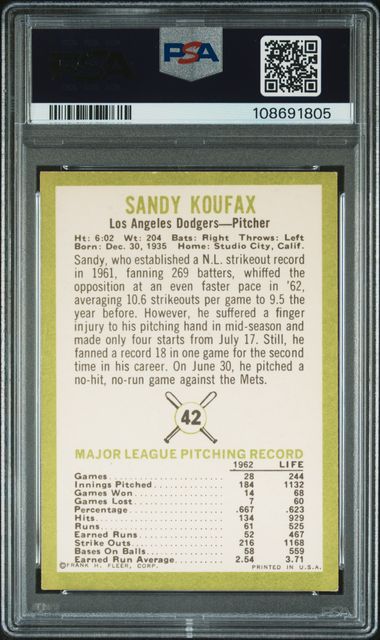 PSA
PSA
108691805
SANDY KOUFAX
Los Angeles Dodgers—Pitcher
Ht: 6:02 Wt: 204 Bats: Right Throws: Left
Born: Dec. 30, 1935 Home: Studio City, Calif.
Sandy, who established a N.L. strikeout record
in 1961, fanning 269 batters, whiffed the
opposition at an even faster pace in '62,
averaging 10.6 strikeouts per game to 9.5 the
year before. However, he suffered a finger
injury to his pitching hand in mid-season and
made only four starts from July 17. Still, he
fanned a record 18 in one game for the second
time in his career. On June 30, he pitched a
no-hit, no-run game against the Mets.
42
MAJOR LEAGUE PITCHING RECORD
1962 LIFE
Games 28 244
Innings Pitched 184 1132
Games Won 14 68
Games Lost 7 60
Percentage .667 .623
Hits 134 929
Runs 61 525
Earned Runs 52 467
Strike Outs 216 1168
Bases On Balls 58 559
Earned Run Average 2.54 3.71
©FRANK H. FLEER, CORP. PRINTED IN U.S.A.